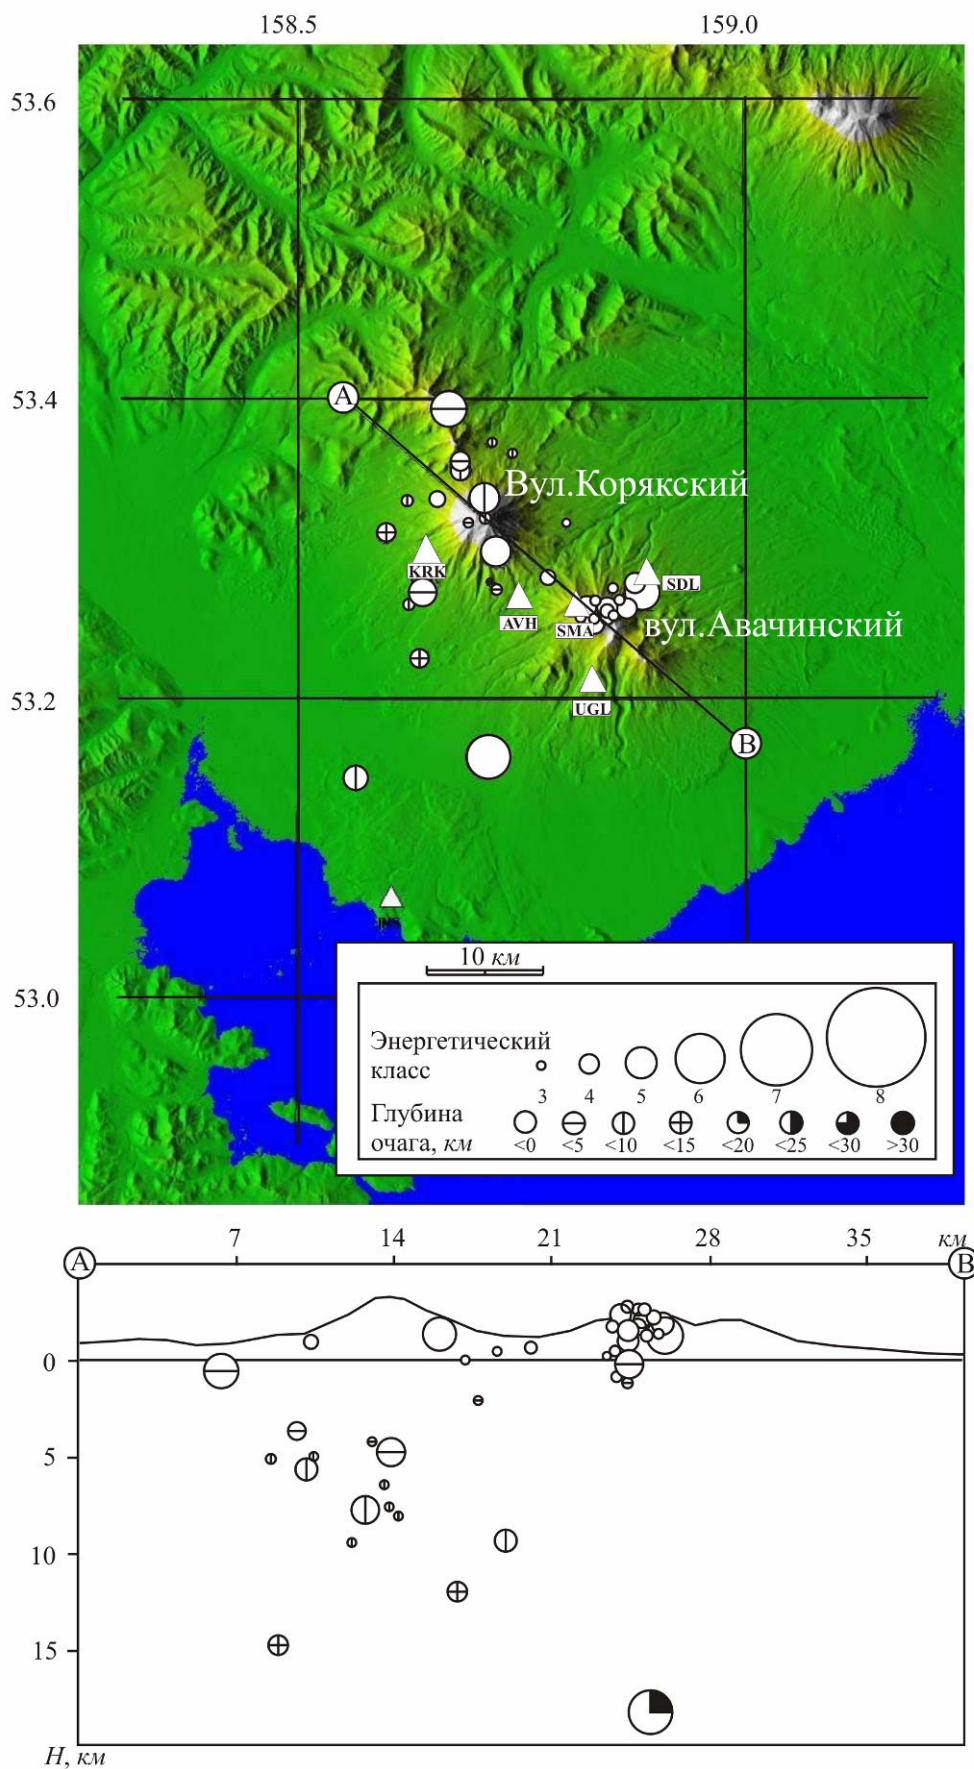 158.5 159.0
53.6
53.4
A
Вул.Корякский
KRK
SDL
AVH
SMA
вул.Авачинский
53.2
UGL
B
53.0
10 км
Энергетический
класс
3 4 5 6 7 8
Глубина
очага, км
<0 <5 <10 <15 <20 <25 <30 >30
7 14 21 28 35 км
A B
0
5
10
15
H, км